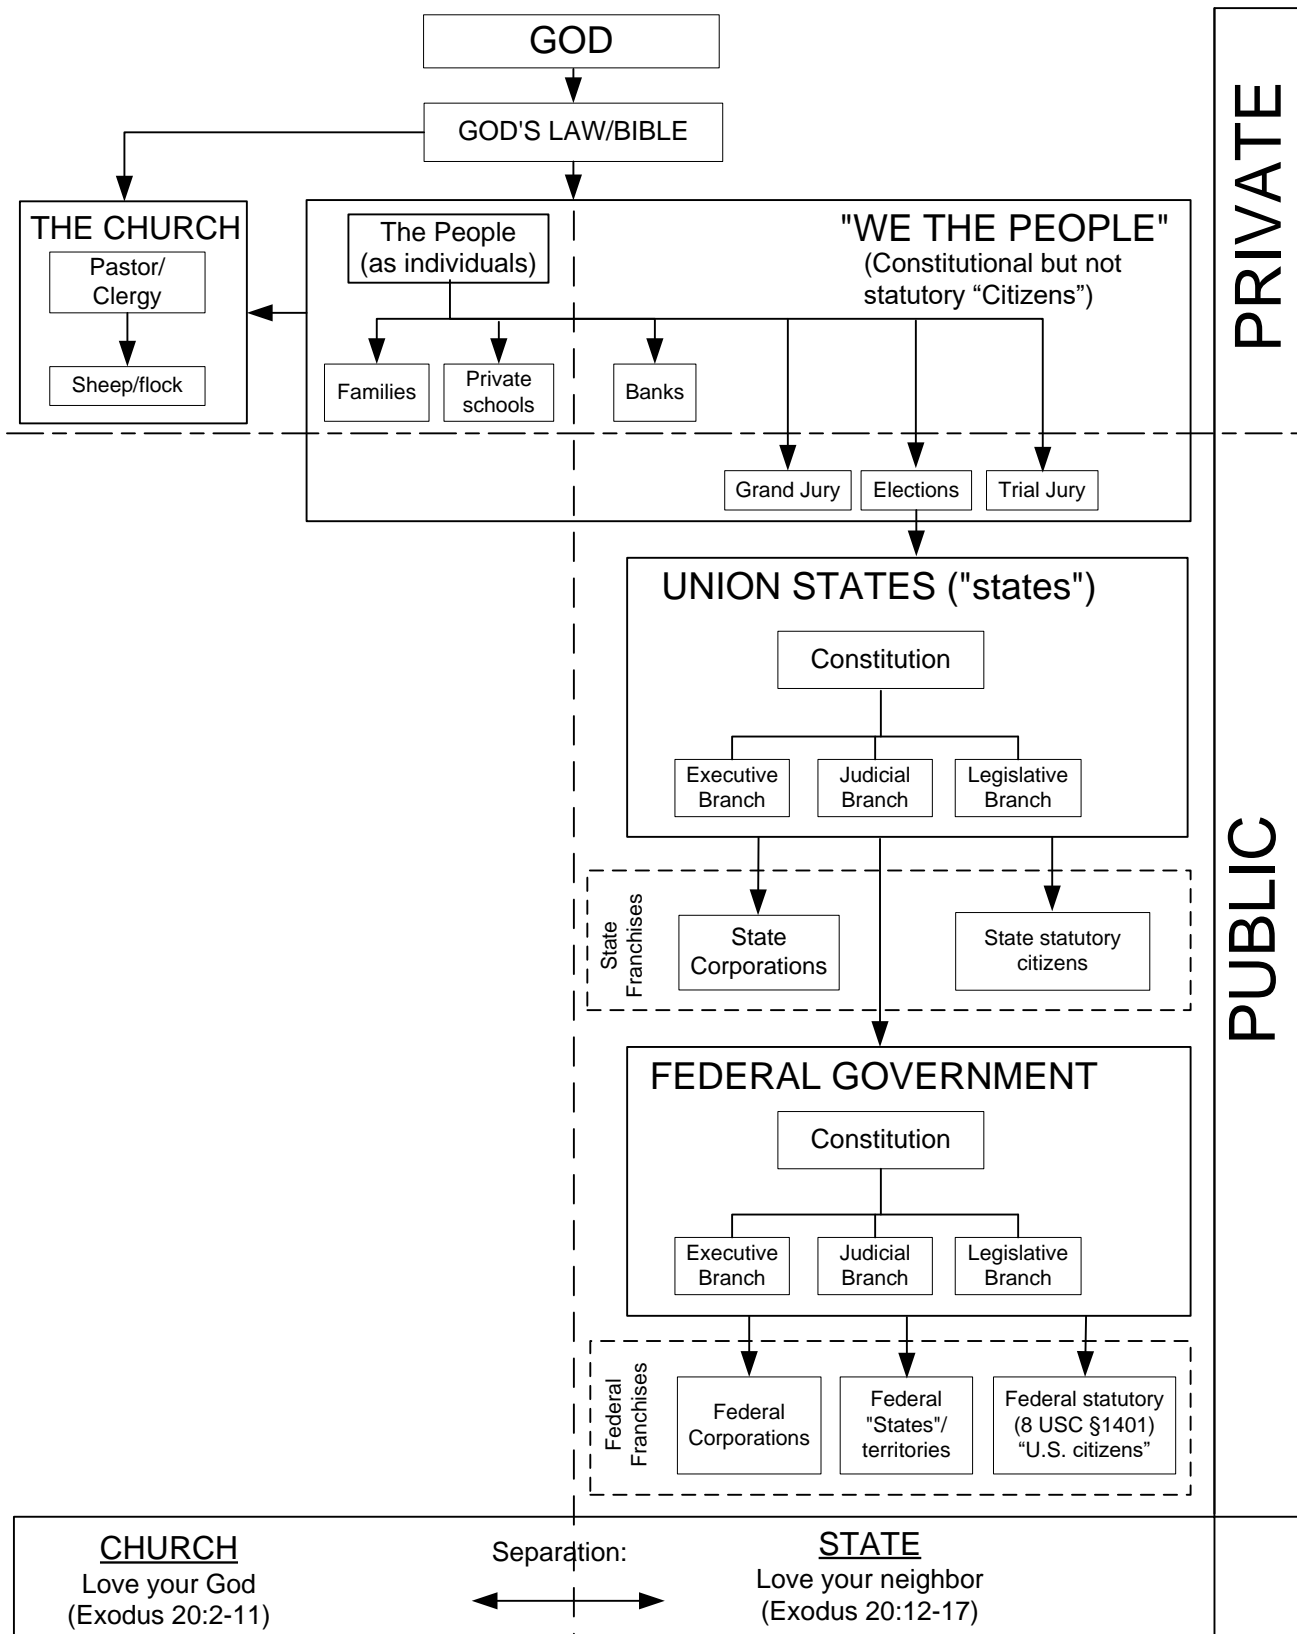 GOD
GOD'S LAW/BIBLE
PRIVATE
THE CHURCH
Pastor/
Clergy
Sheep/flock
The People
(as individuals)
"WE THE PEOPLE"
(Constitutional but not
statutory “Citizens”)
Families
Private
schools
Banks
Grand Jury
Elections
Trial Jury
PUBLIC
UNION STATES ("states")
Constitution
Executive
Branch
Judicial
Branch
Legislative
Branch
State
Franchises
State
Corporations
State statutory
citizens
FEDERAL GOVERNMENT
Constitution
Executive
Branch
Judicial
Branch
Legislative
Branch
Federal
Franchises
Federal
Corporations
Federal
"States"/
territories
Federal statutory
(8 USC §1401)
“U.S. citizens”
CHURCH
Love your God
(Exodus 20:2-11)
Separation:
STATE
Love your neighbor
(Exodus 20:12-17)